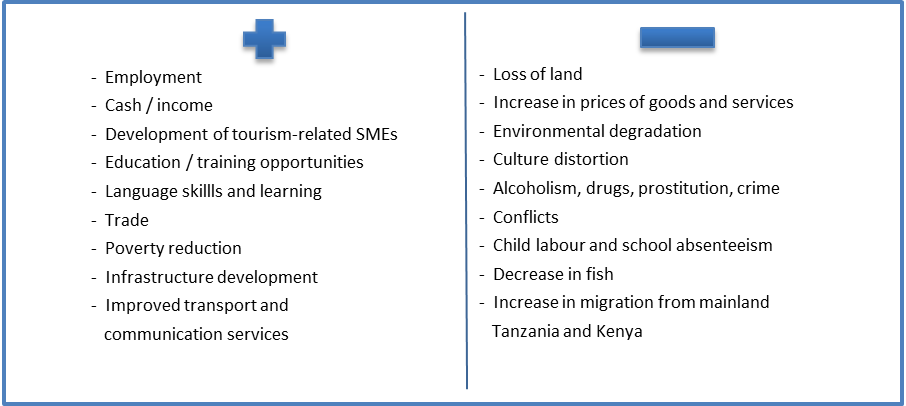 - Employment
- Cash / income
- Development of tourism-related SMEs
- Education / training opportunities
- Language skillls and learning
- Trade
- Poverty reduction
- Infrastructure development
- Improved transport and
communication services
- Loss of land
- Increase in prices of goods and services
- Environmental degradation
- Culture distortion
- Alcoholism, drugs, prostitution, crime
- Conflicts
- Child labour and school absenteeism
- Decrease in fish
- Increase in migration from mainland
Tanzania and Kenya